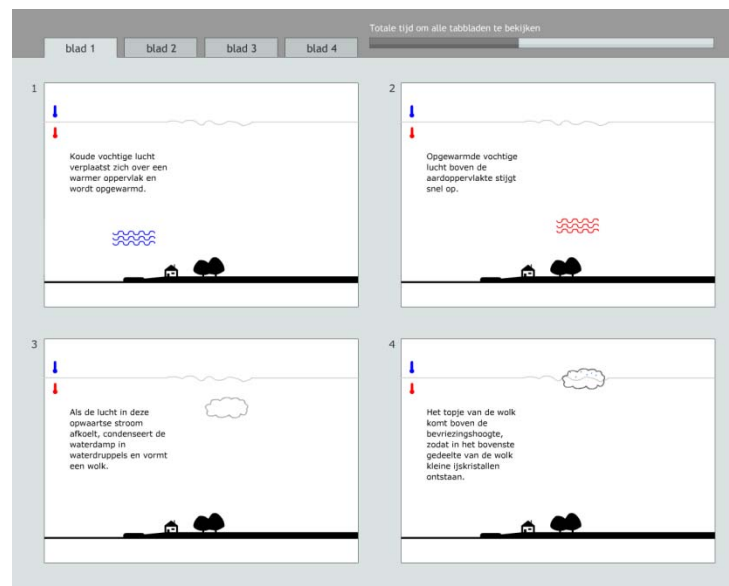 Totale tijd om alle tabbladen te bekijken
blad 1
blad 2
blad 3
blad 4
1
Koude vochtige lucht
verplaatst zich over een
warmer oppervlak en
wordt opgewarmd.
2
Opgewarmde vochtige
lucht boven de
aardoppervlakte stijgt
snel op.
3
Als de lucht in deze
opwaartse stroom
afkoelt, condenseert de
waterdamp in
waterdruppels en vormt
een wolk.
4
Het topje van de wolk
komt boven de
bevriezingshoogte,
zodat in het bovenste
gedeelte van de wolk
kleine ijskristallen
ontstaan.